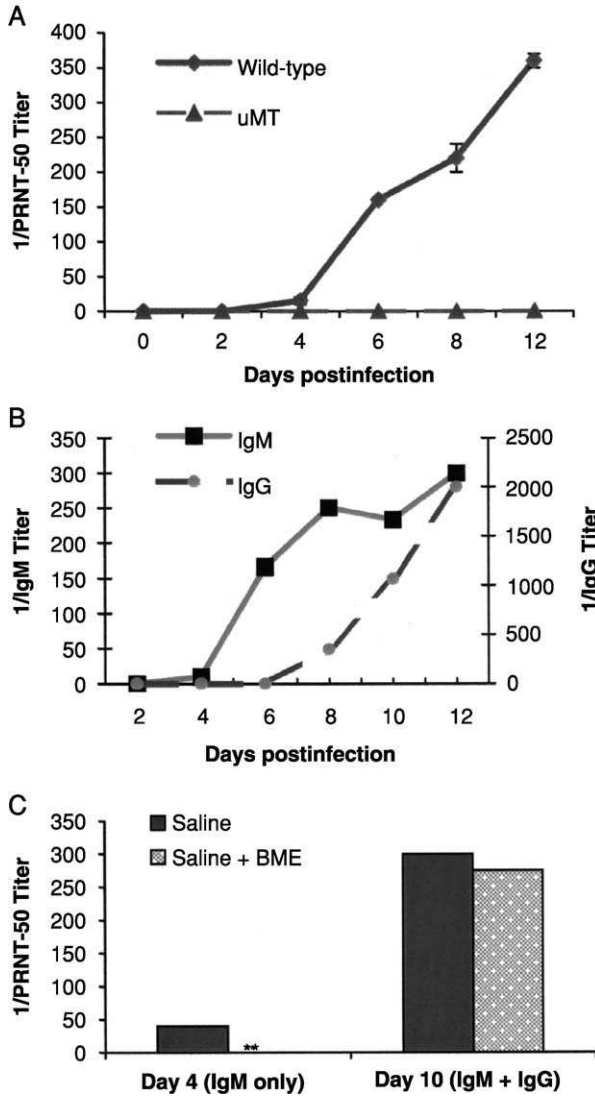 A
1/PRNT-50 Titer
400
350
300
250
200
150
100
50
0
Wild-type
uMT
0 2 4 6 8 12
Days postinfection
B
1/IgM Titer
350
300
250
200
150
100
50
0
IgM
IgG
2500
2000
1500
1000
500
0
1/IgG Titer
2 4 6 8 10 12
Days postinfection
C
1/PRNT-50 Titer
350
300
250
200
150
100
50
0
Saline
Saline + BME
**
Day 4 (IgM only) Day 10 (IgM + IgG)